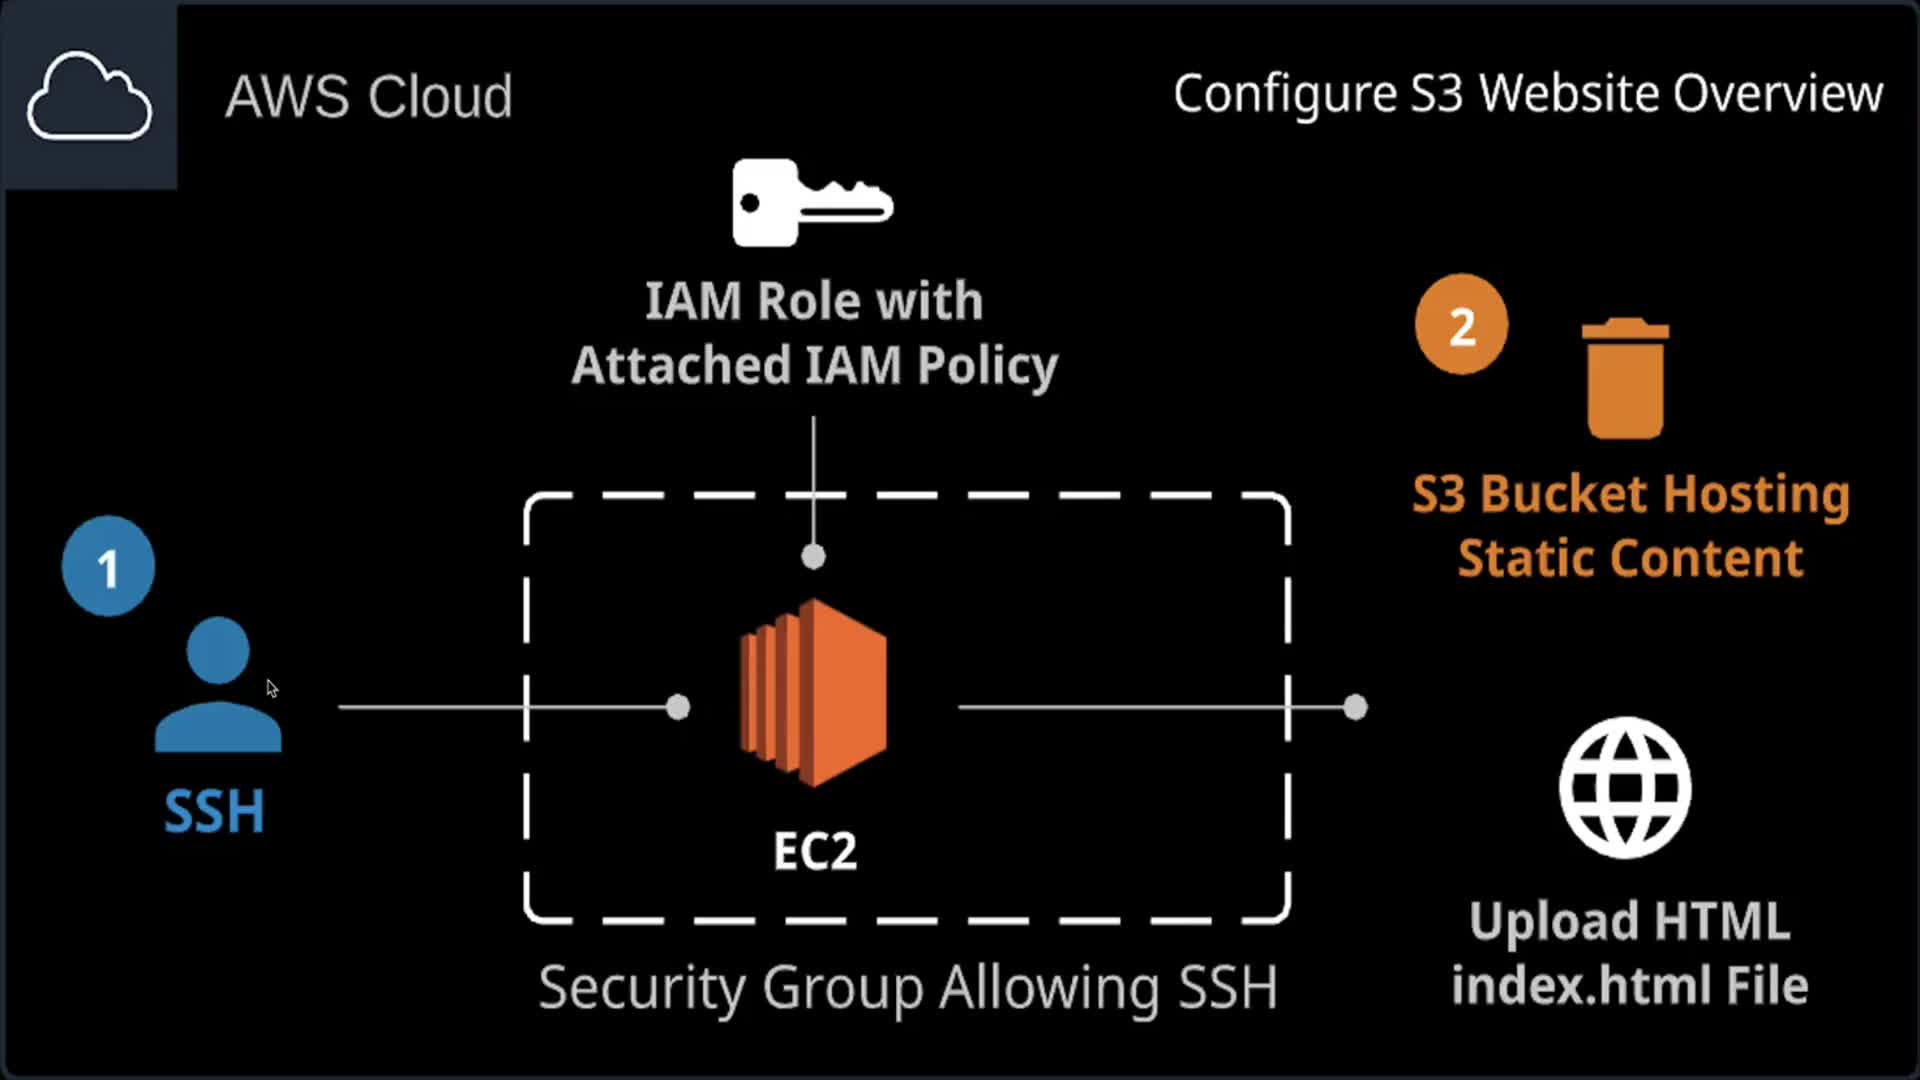 AWS Cloud
Configure S3 Website Overview
IAM Role with
Attached IAM Policy
2
S3 Bucket Hosting
Static Content
1
SSH
EC2
Security Group Allowing SSH
Upload HTML
index.html File